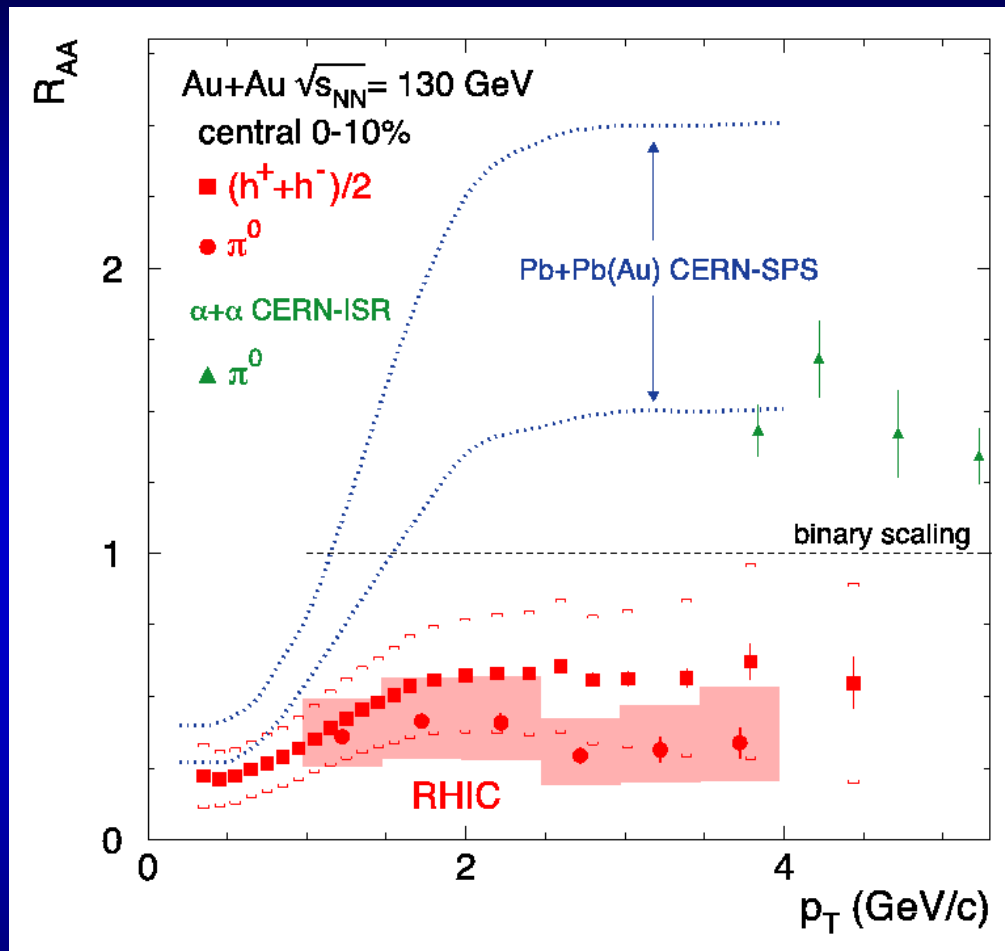 R_AA
Au+Au √s_NN = 130 GeV
central 0-10%
(h⁺+h⁻)/2
π⁰
α+α CERN-ISR
π⁰
Pb+Pb(Au) CERN-SPS
binary scaling
RHIC
2
1
0
0
2
4
p_T (GeV/c)